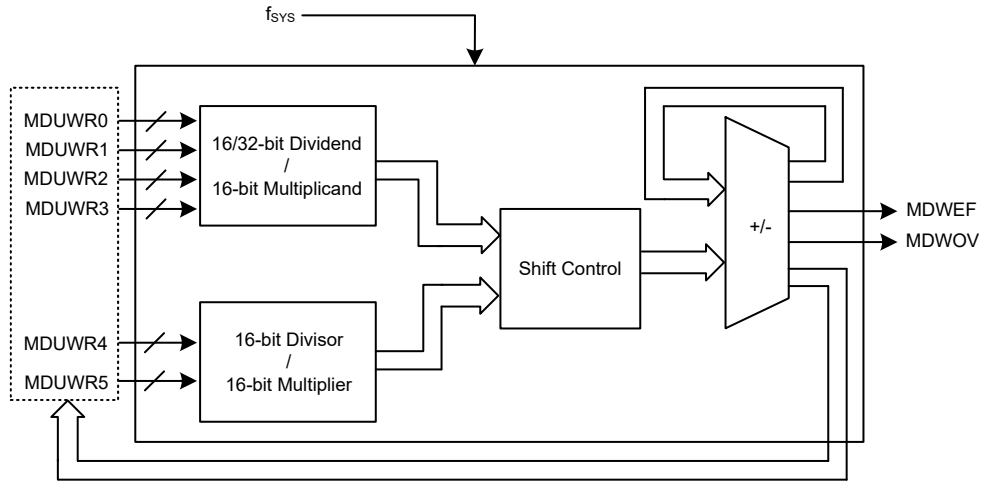 fSYS
MDUWR0
MDUWR1
MDUWR2
MDUWR3
16/32-bit Dividend
/
16-bit Multiplicand
MDUWR4
MDUWR5
16-bit Divisor
/
16-bit Multiplier
Shift Control
+/-
MDWEF
MDWOV